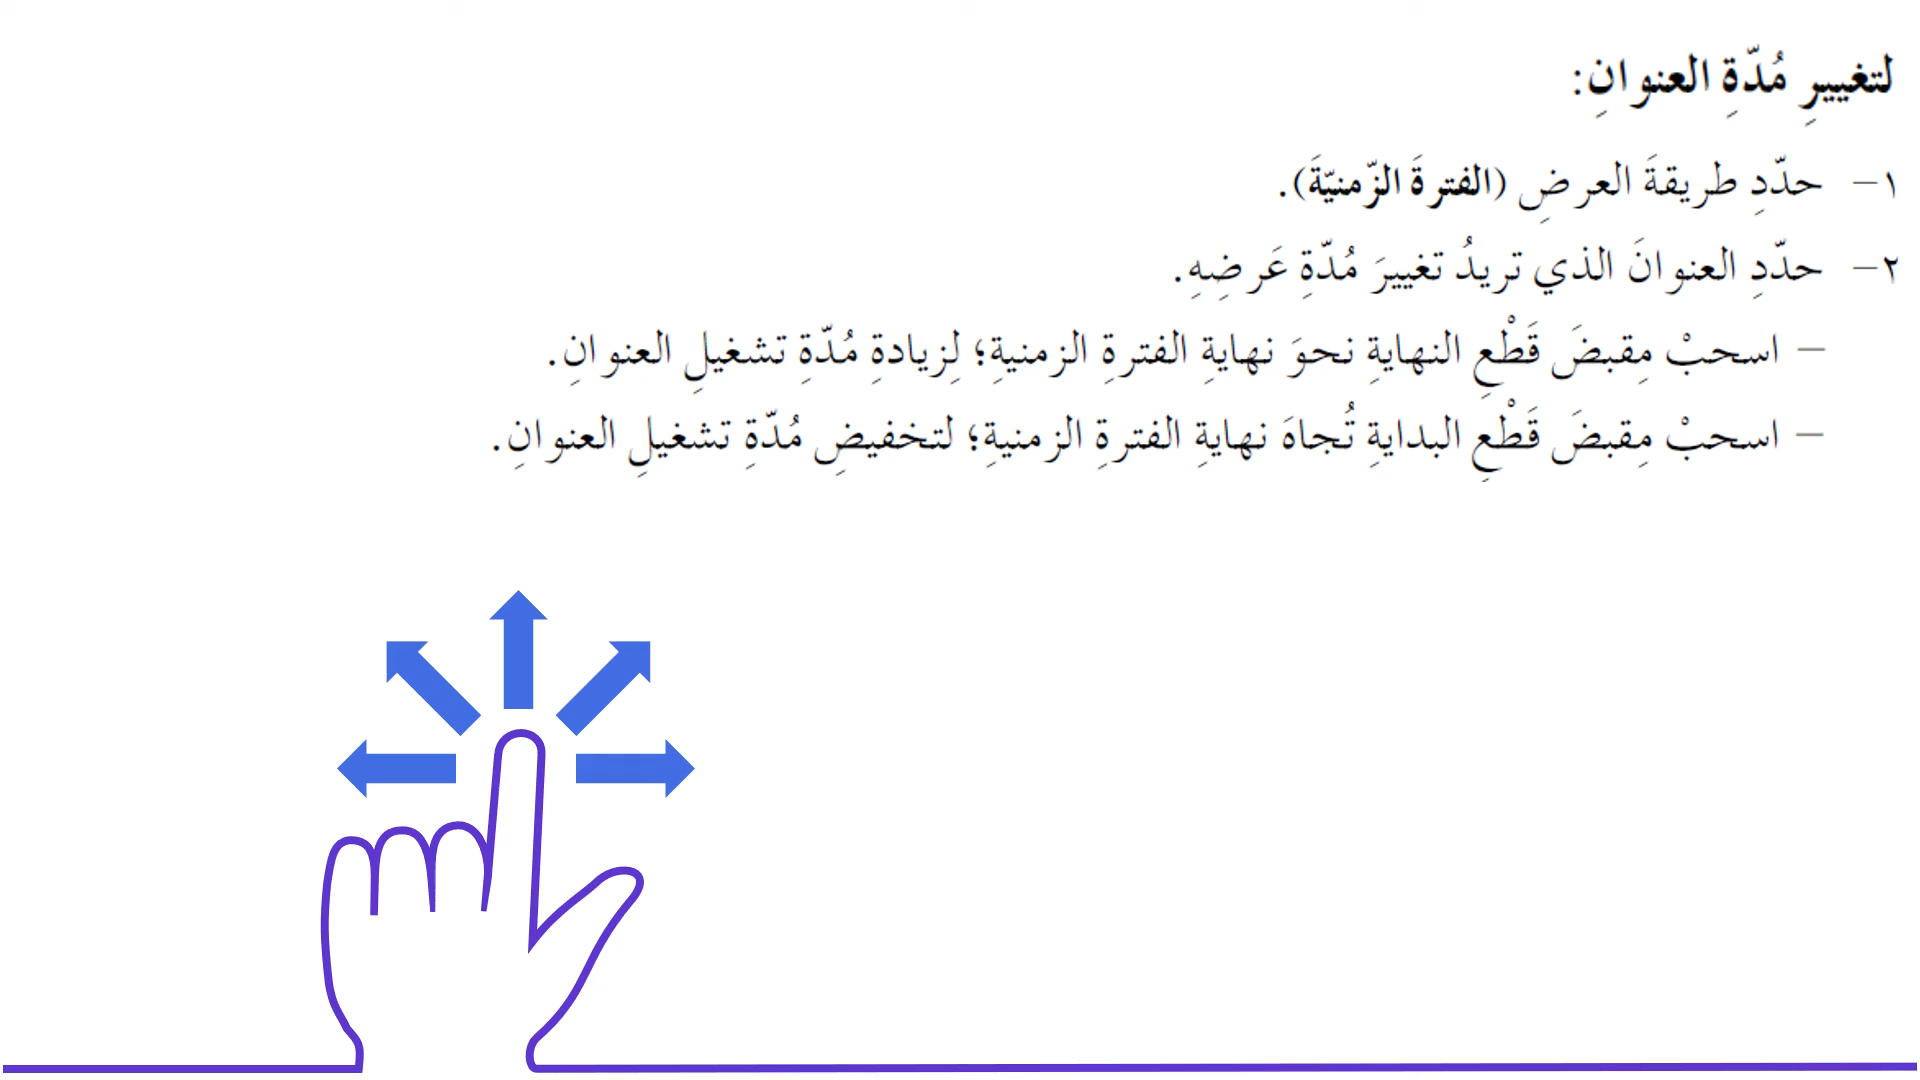 لتغييرِ مُدّةِ العنوانِ:
١- حدّدِ طريقةَ العرضِ (الفترةَ الزّمنيّةَ).
٢- حدّدِ العنوانَ الذي تريدُ تغييرَ مُدّةِ عَرضِهِ.
– اسحبْ مِقبضَ قَطْعِ النهايةِ نحوَ نهايةِ الفترةِ الزمنيةِ؛ لِزيادةِ مُدّةِ تشغيلِ العنوانِ.
– اسحبْ مِقبضَ قَطْعِ البدايةِ تُجاهَ نهايةِ الفترةِ الزمنيةِ؛ لتخفيضِ مُدّةِ تشغيلِ العنوانِ.